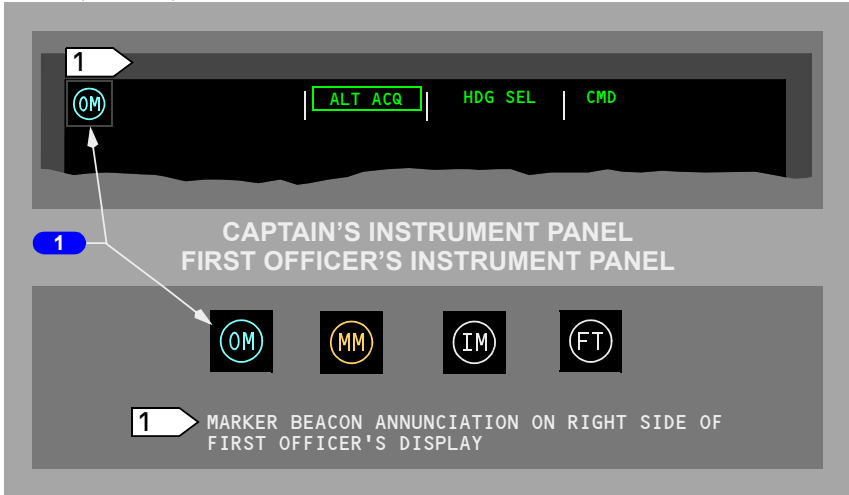 1
OM
ALT ACQ HDG SEL CMD
1
CAPTAIN'S INSTRUMENT PANEL
FIRST OFFICER'S INSTRUMENT PANEL
OM MM IM FT
1 MARKER BEACON ANNUNCIATION ON RIGHT SIDE OF
FIRST OFFICER'S DISPLAY